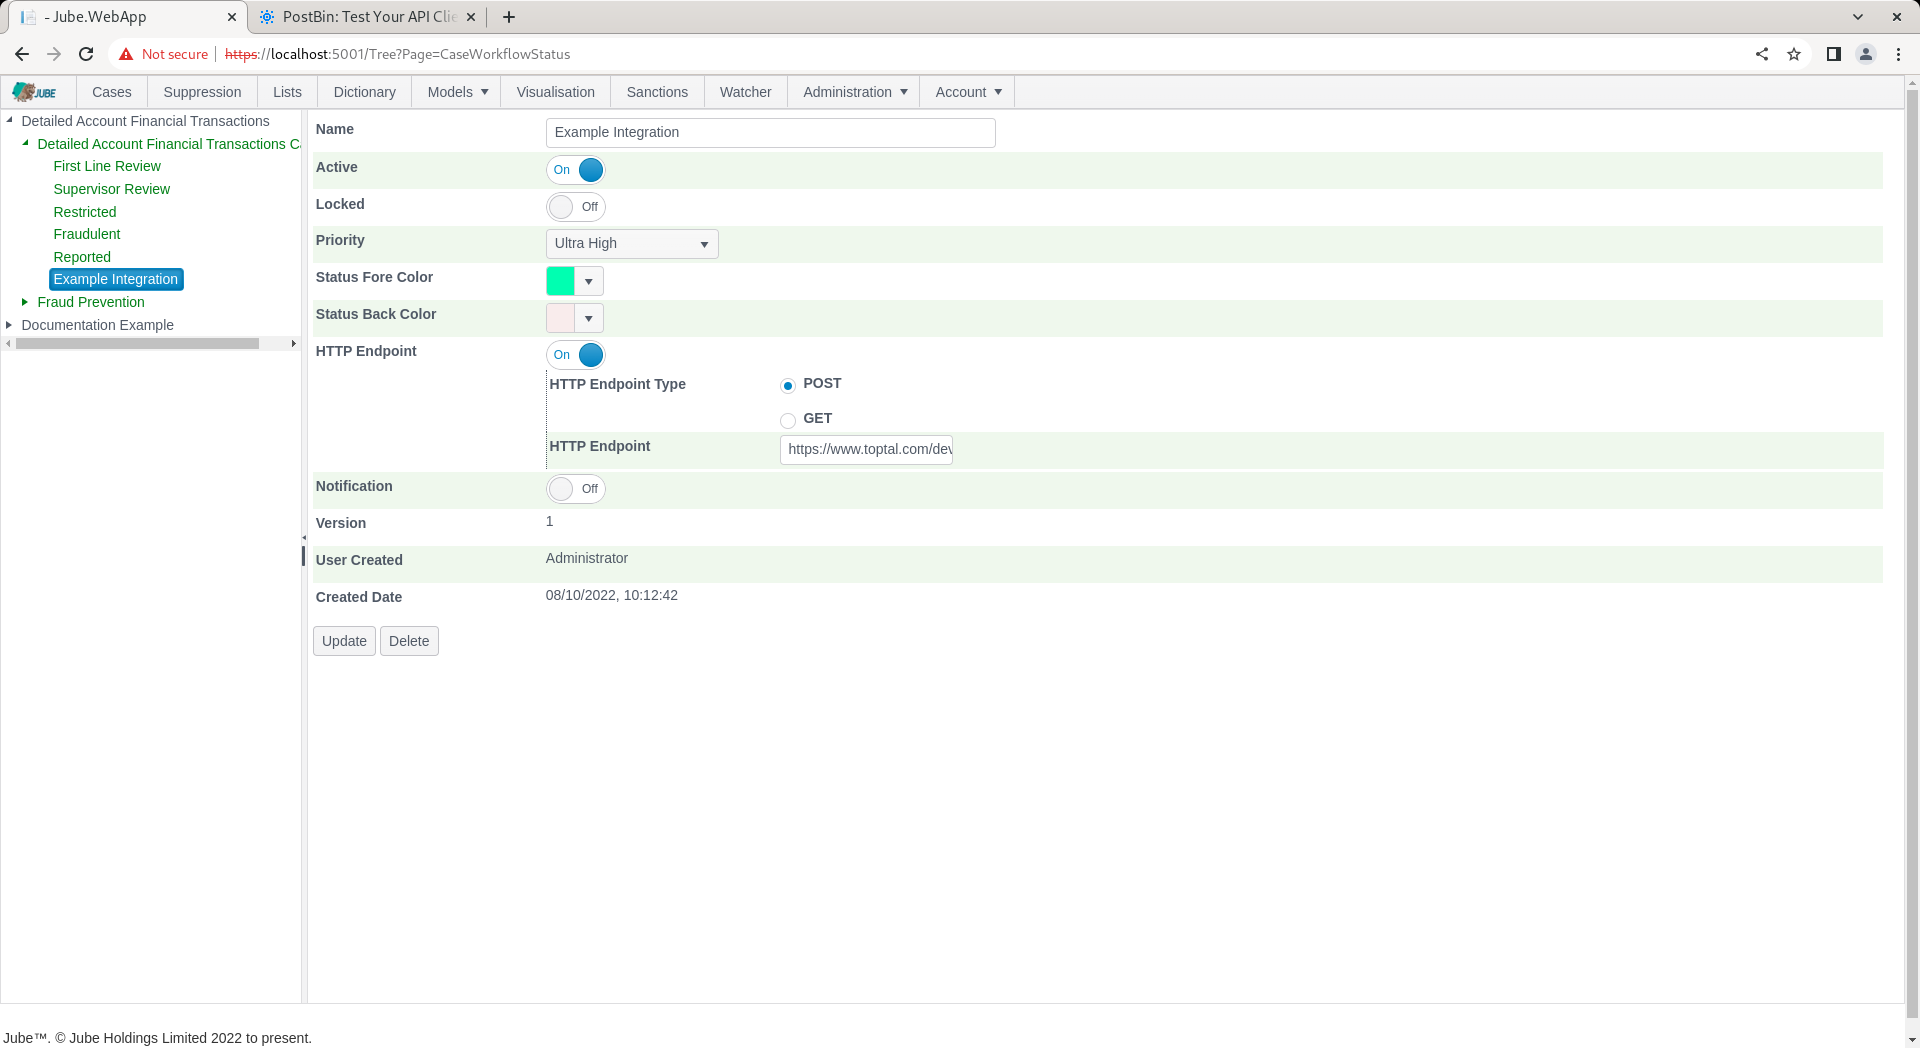 - Jube.WebApp
PostBin: Test Your API Clie
Not secure
https://localhost:5001/Tree?Page=CaseWorkflowStatus
JUBE
Cases
Suppression
Lists
Dictionary
Models
Visualisation
Sanctions
Watcher
Administration
Account
Detailed Account Financial Transactions
Detailed Account Financial Transactions Ca
First Line Review
Supervisor Review
Restricted
Fraudulent
Reported
Example Integration
Fraud Prevention
Documentation Example
Name
Example Integration
Active
On
Locked
Off
Priority
Ultra High
Status Fore Color
Status Back Color
HTTP Endpoint
On
HTTP Endpoint Type
POST
GET
HTTP Endpoint
https://www.toptal.com/dev
Notification
Off
Version
1
User Created
Administrator
Created Date
08/10/2022, 10:12:42
Update
Delete
Jube™. © Jube Holdings Limited 2022 to present.